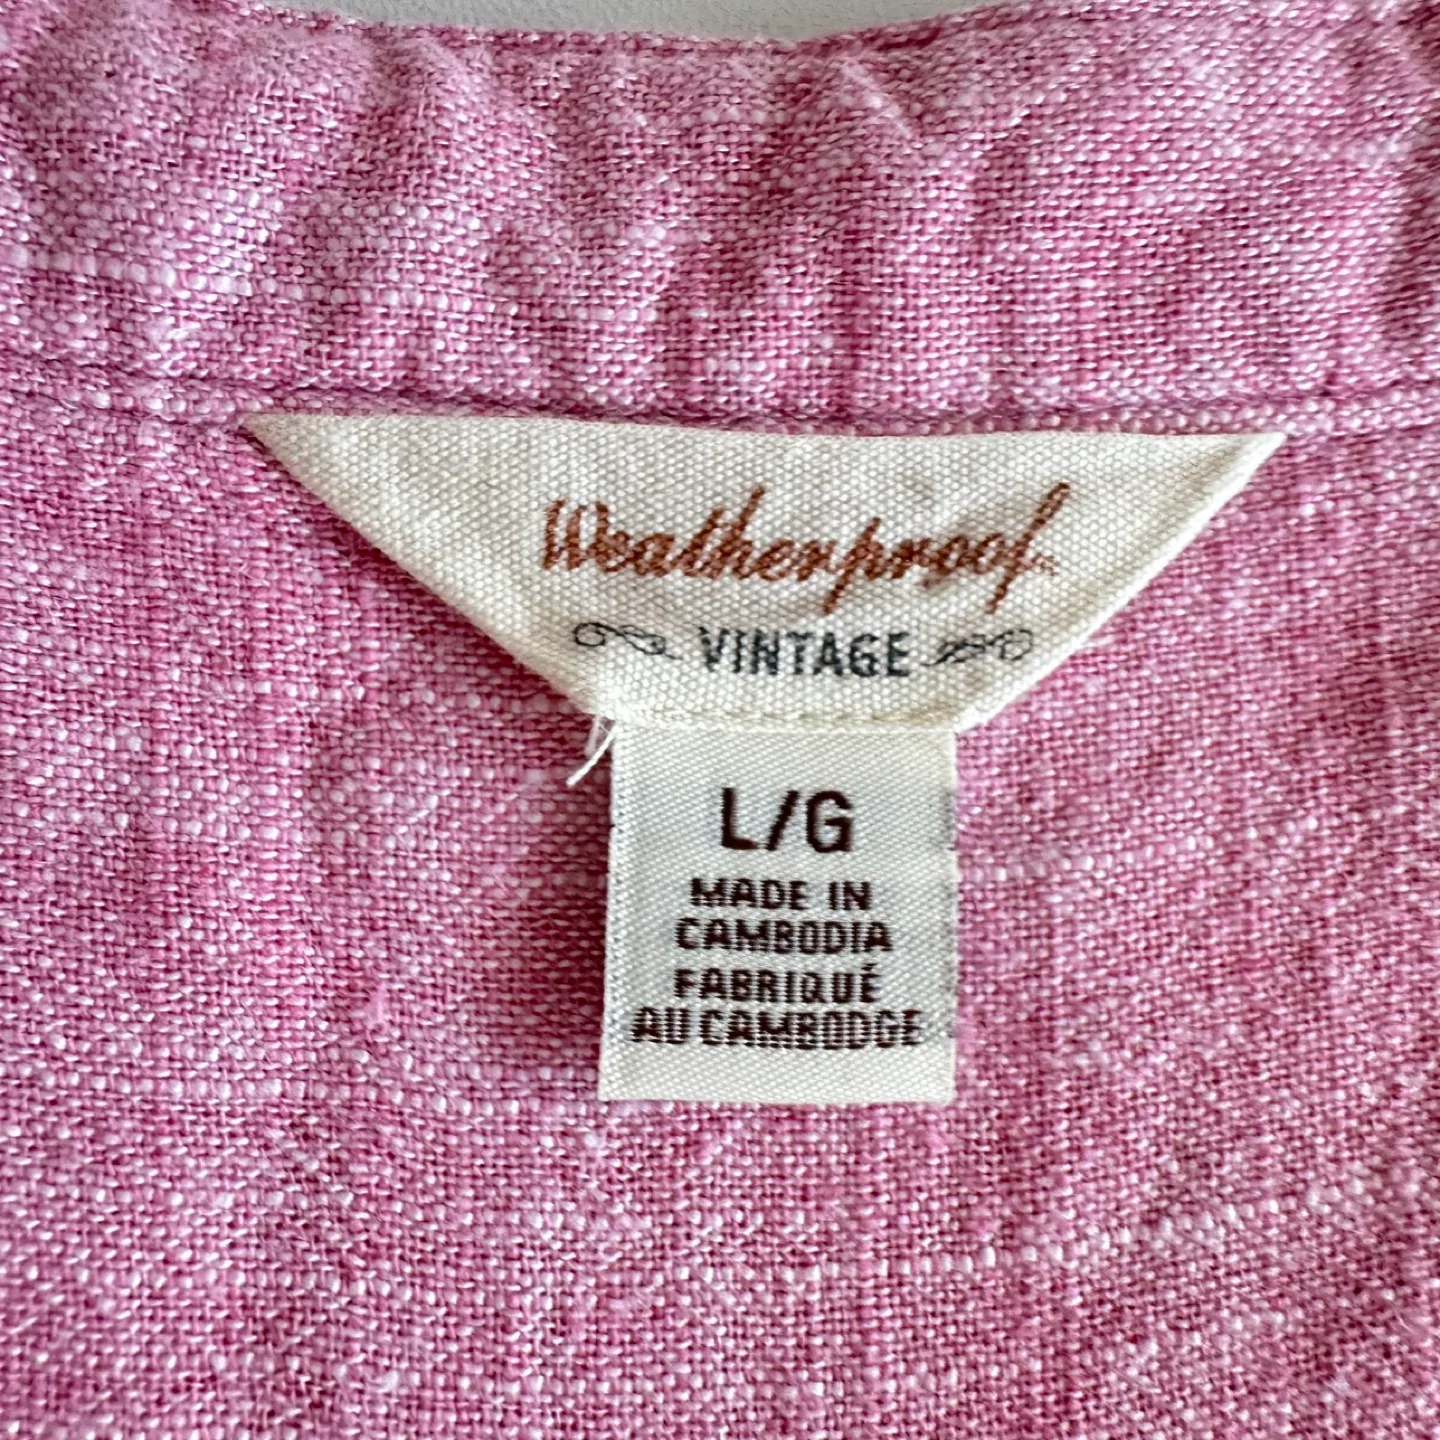 Weatherproof
VINTAGE
L/G
MADE IN
CAMBODIA
FABRIQUÉ
AU CAMBODGE